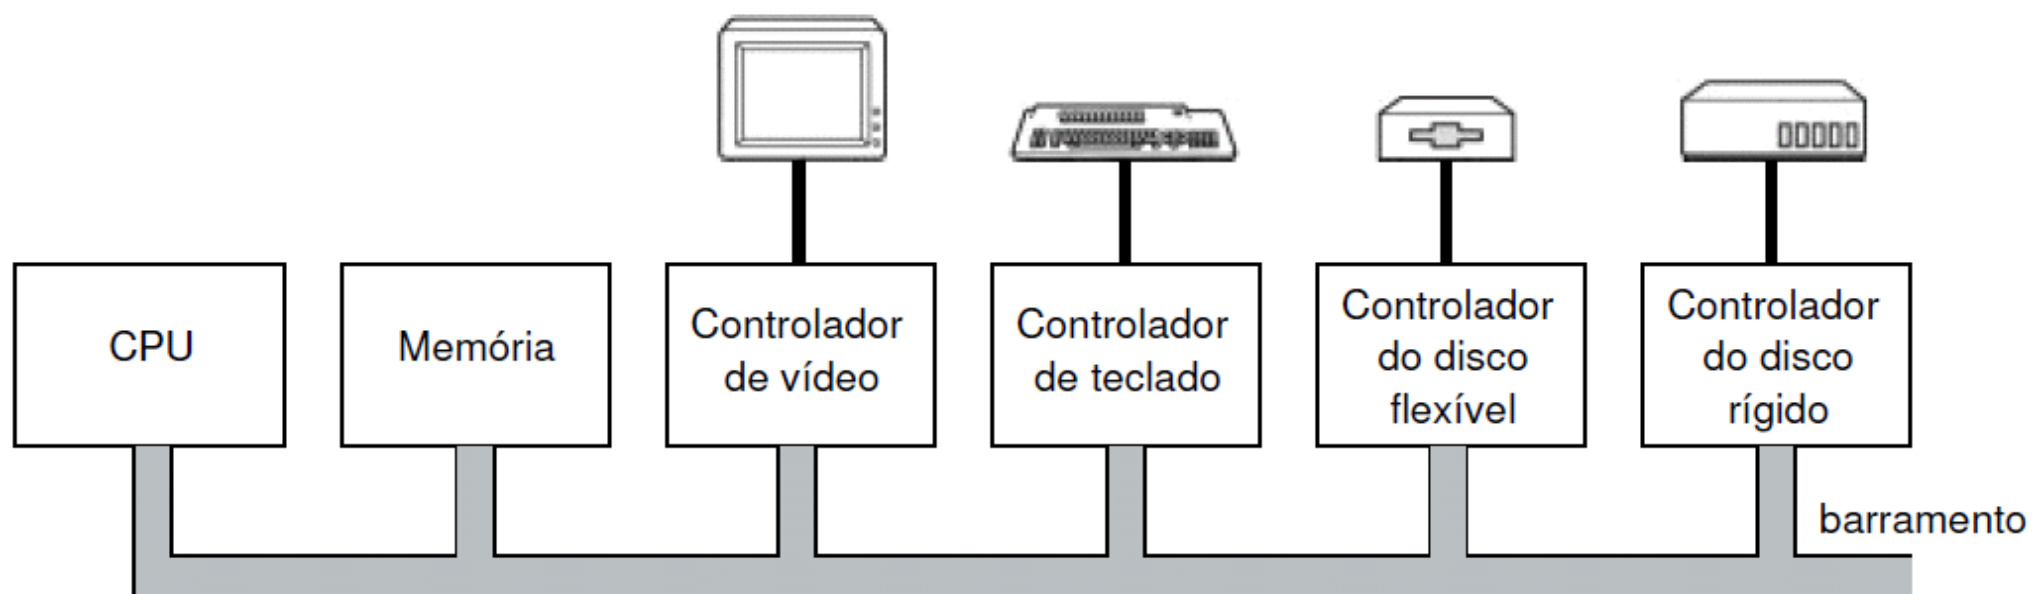 CPU
Memória
Controlador
de vídeo
Controlador
de teclado
Controlador
do disco
flexível
Controlador
do disco
rígido
barramento